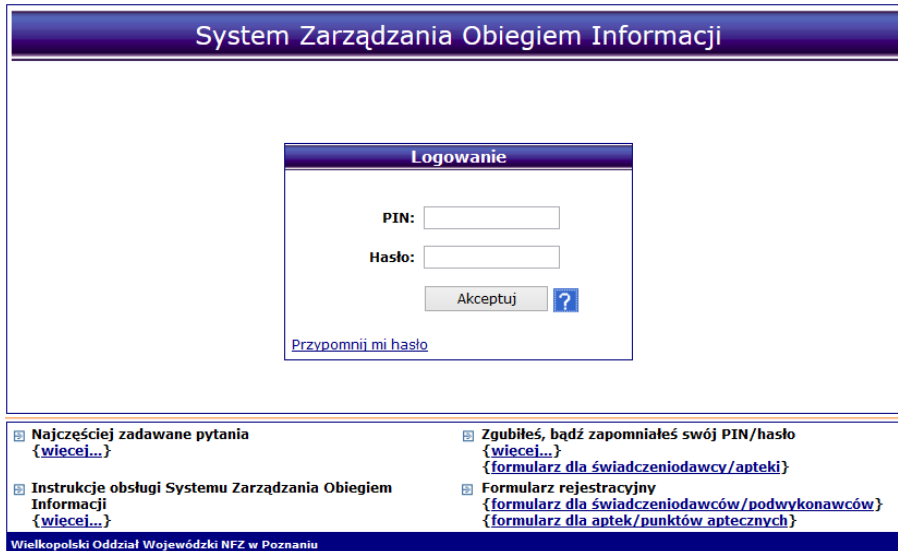 System Zarządzania Obiegiem Informacji
Logowanie
PIN:
Hasło:
Akceptuj
?
Przypomnij mi hasło
Najczęściej zadawane pytania
{więcej...}
Instrukcje obsługi Systemu Zarządzania Obiegiem
Informacji
{więcej...}
Zgubiłeś, bądź zapomniałeś swój PIN/hasło
{więcej...}
{formularz dla świadczeniodawcy/apteki}
Formularz rejestracyjny
{formularz dla świadczeniodawców/podwykonawców}
{formularz dla aptek/punktów aptecznych}
Wielkopolski Oddział Wojewódzki NFZ w Poznaniu